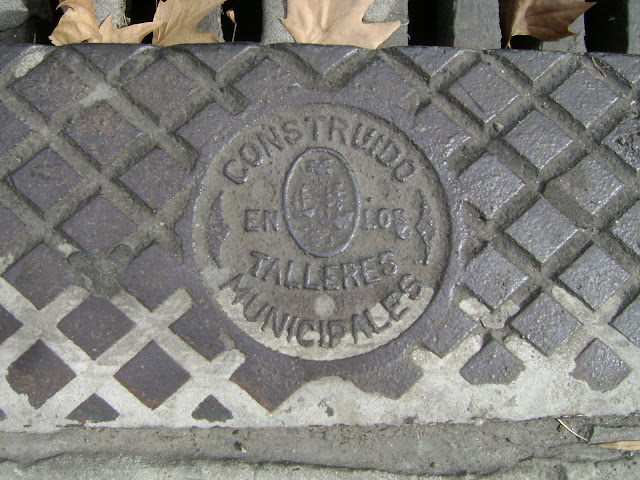 CONSTRUIDO
EN LOS
TALLERES
MUNICIPALES